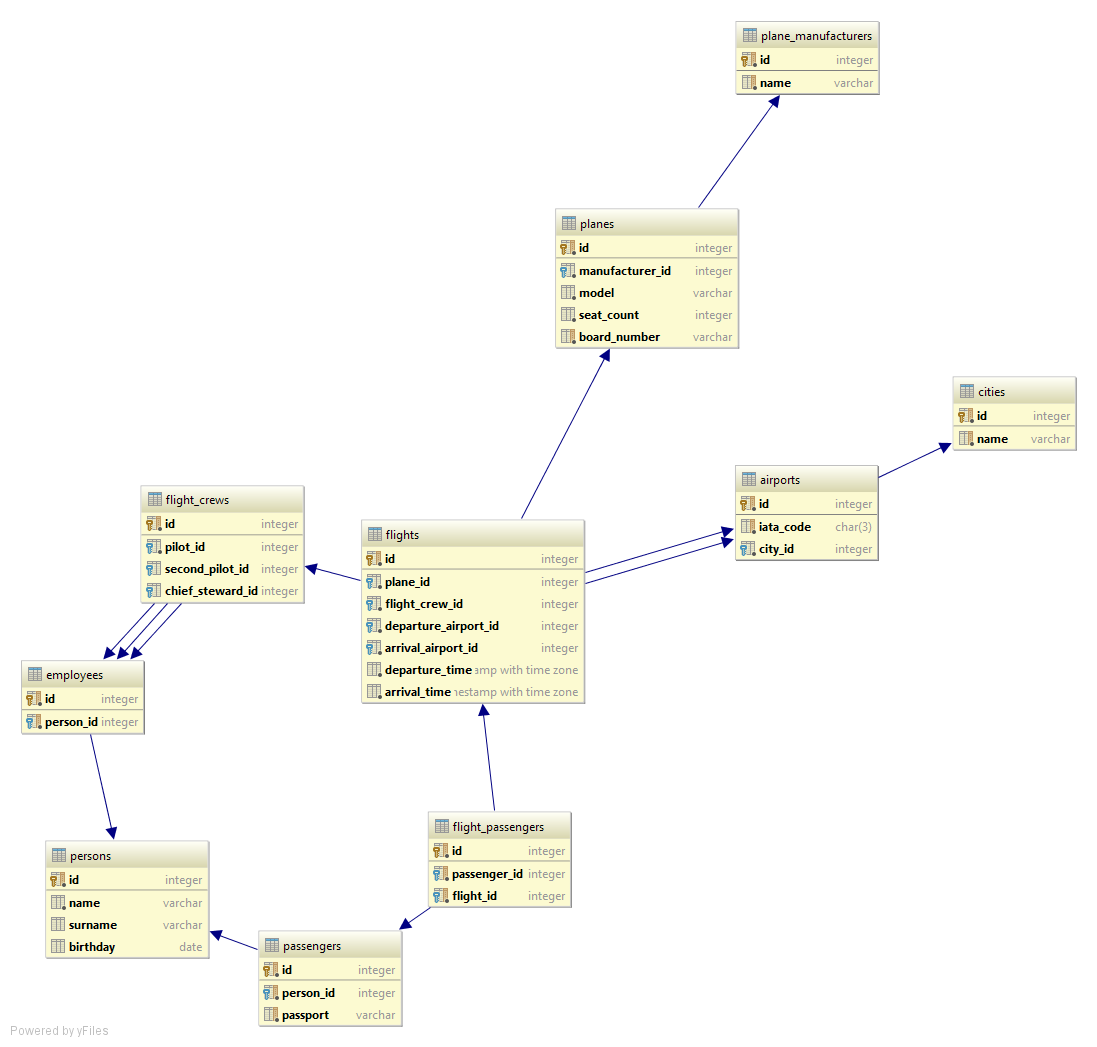 plane_manufacturers
id integer
name varchar
planes
id integer
manufacturer_id integer
model varchar
seat_count integer
board_number varchar
cities
id integer
name varchar
airports
id integer
iata_code char(3)
city_id integer
flight_crews
id integer
pilot_id integer
second_pilot_id integer
chief_steward_id integer
flights
id integer
plane_id integer
flight_crew_id integer
departure_airport_id integer
arrival_airport_id integer
departure_time amp with time zone
arrival_time nestamp with time zone
employees
id integer
person_id integer
flight_passengers
id integer
passenger_id integer
flight_id integer
persons
id integer
name varchar
surname varchar
birthday date
passengers
id integer
person_id integer
passport varchar
Powered by yFiles